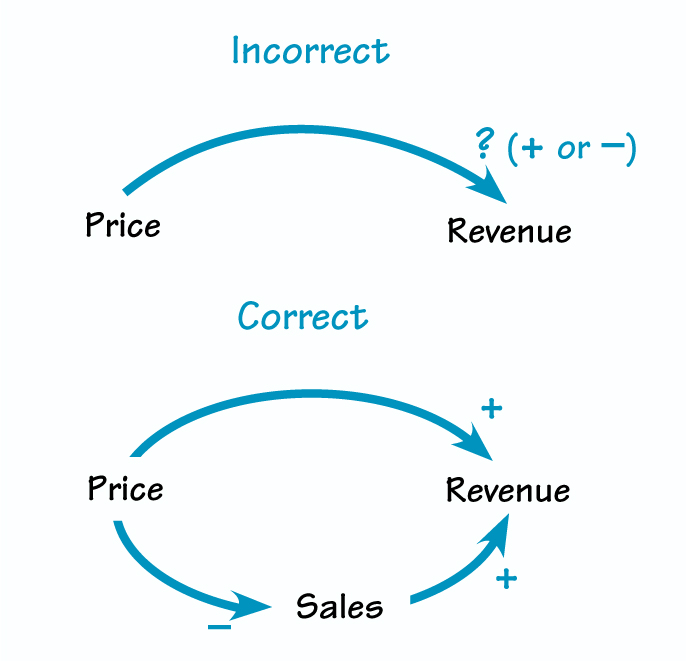 Incorrect
? (+ or −)
Price
Revenue
Correct
+
Price
Revenue
+
Sales
−